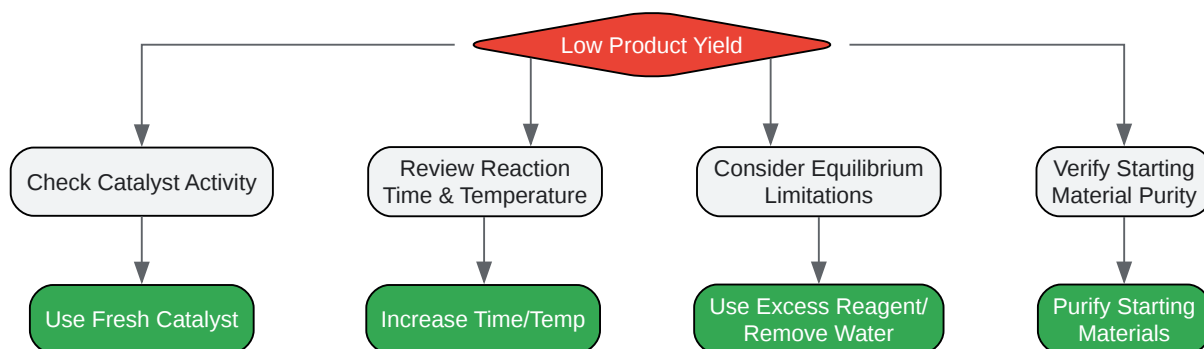 Low Product Yield
Check Catalyst Activity
Review Reaction
Time & Temperature
Consider Equilibrium
Limitations
Verify Starting
Material Purity
Use Fresh Catalyst
Increase Time/Temp
Use Excess Reagent/
Remove Water
Purify Starting
Materials